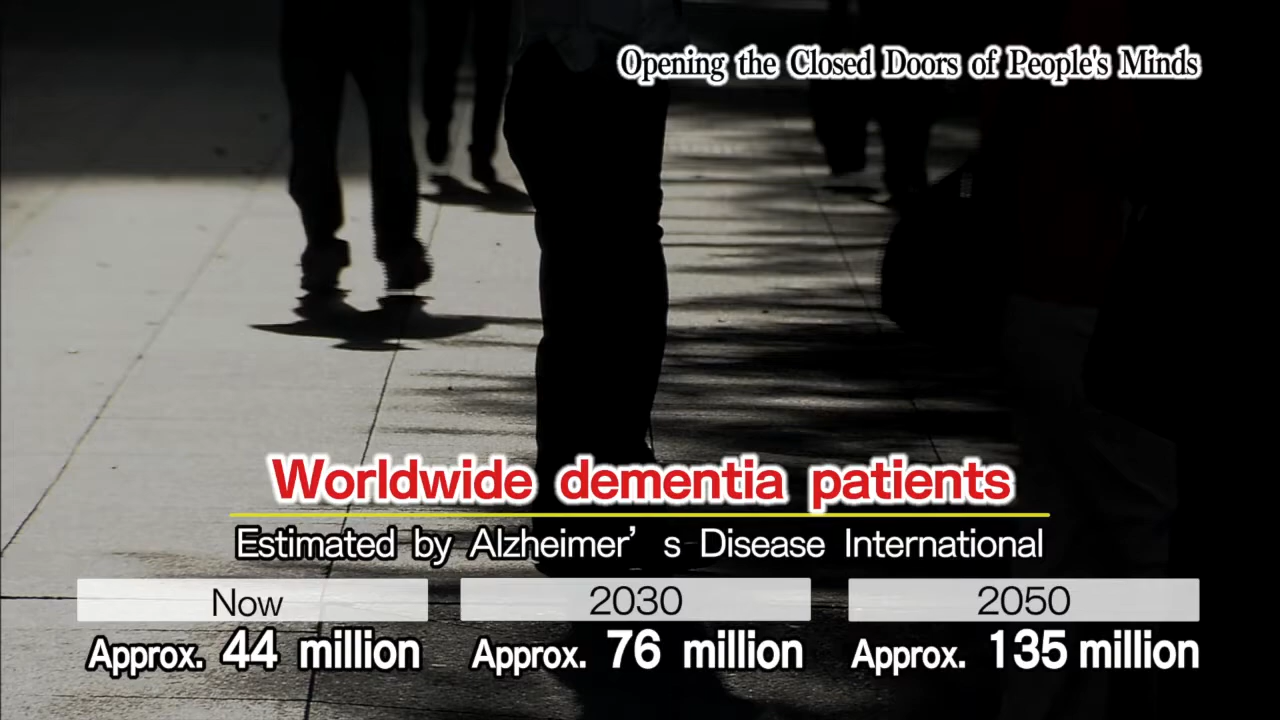 Opening the Closed Doors of People's Minds
Worldwide dementia patients
Estimated by Alzheimer’s Disease International
Now 2030 2050
Approx. 44 million Approx. 76 million Approx. 135 million